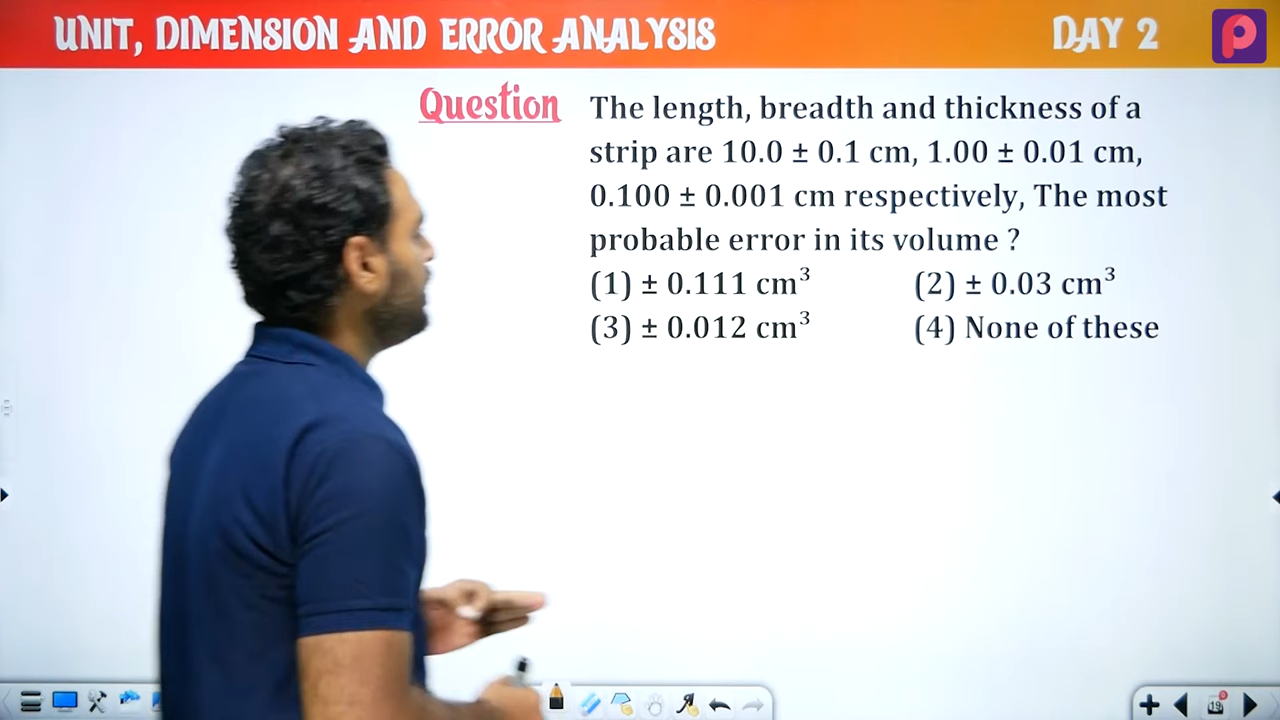 UNIT, DIMENSION AND ERROR ANALYSIS DAY 2
Question The length, breadth and thickness of a
strip are 10.0 ± 0.1 cm, 1.00 ± 0.01 cm,
0.100 ± 0.001 cm respectively, The most
probable error in its volume ?
(1) ± 0.111 cm³ (2) ± 0.03 cm³
(3) ± 0.012 cm³ (4) None of these
19